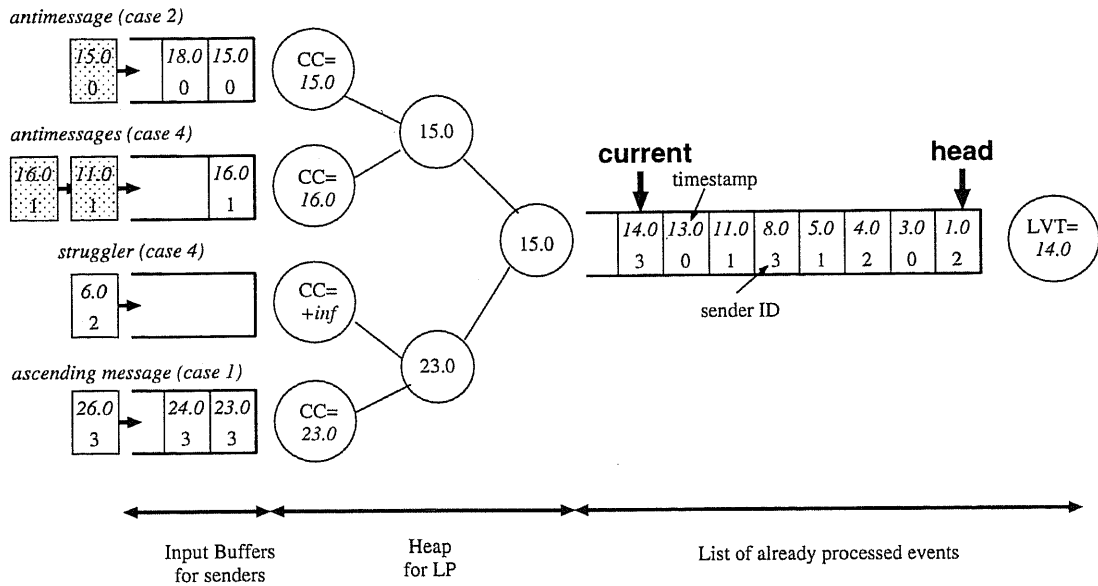 antimessage (case 2)
15.0
0
18.0 15.0
0 0
CC=
15.0
antimessages (case 4)
16.0 11.0
1 1
16.0
1
CC=
16.0
15.0
struggler (case 4)
6.0
2
CC=
+inf
ascending message (case 1)
26.0
3
24.0 23.0
3 3
CC=
23.0
23.0
15.0
current
head
timestamp
14.0 13.0 11.0 8.0 5.0 4.0 3.0 1.0
3 0 1 3 1 2 0 2
sender ID
LVT=
14.0
Input Buffers
for senders
Heap
for LP
List of already processed events